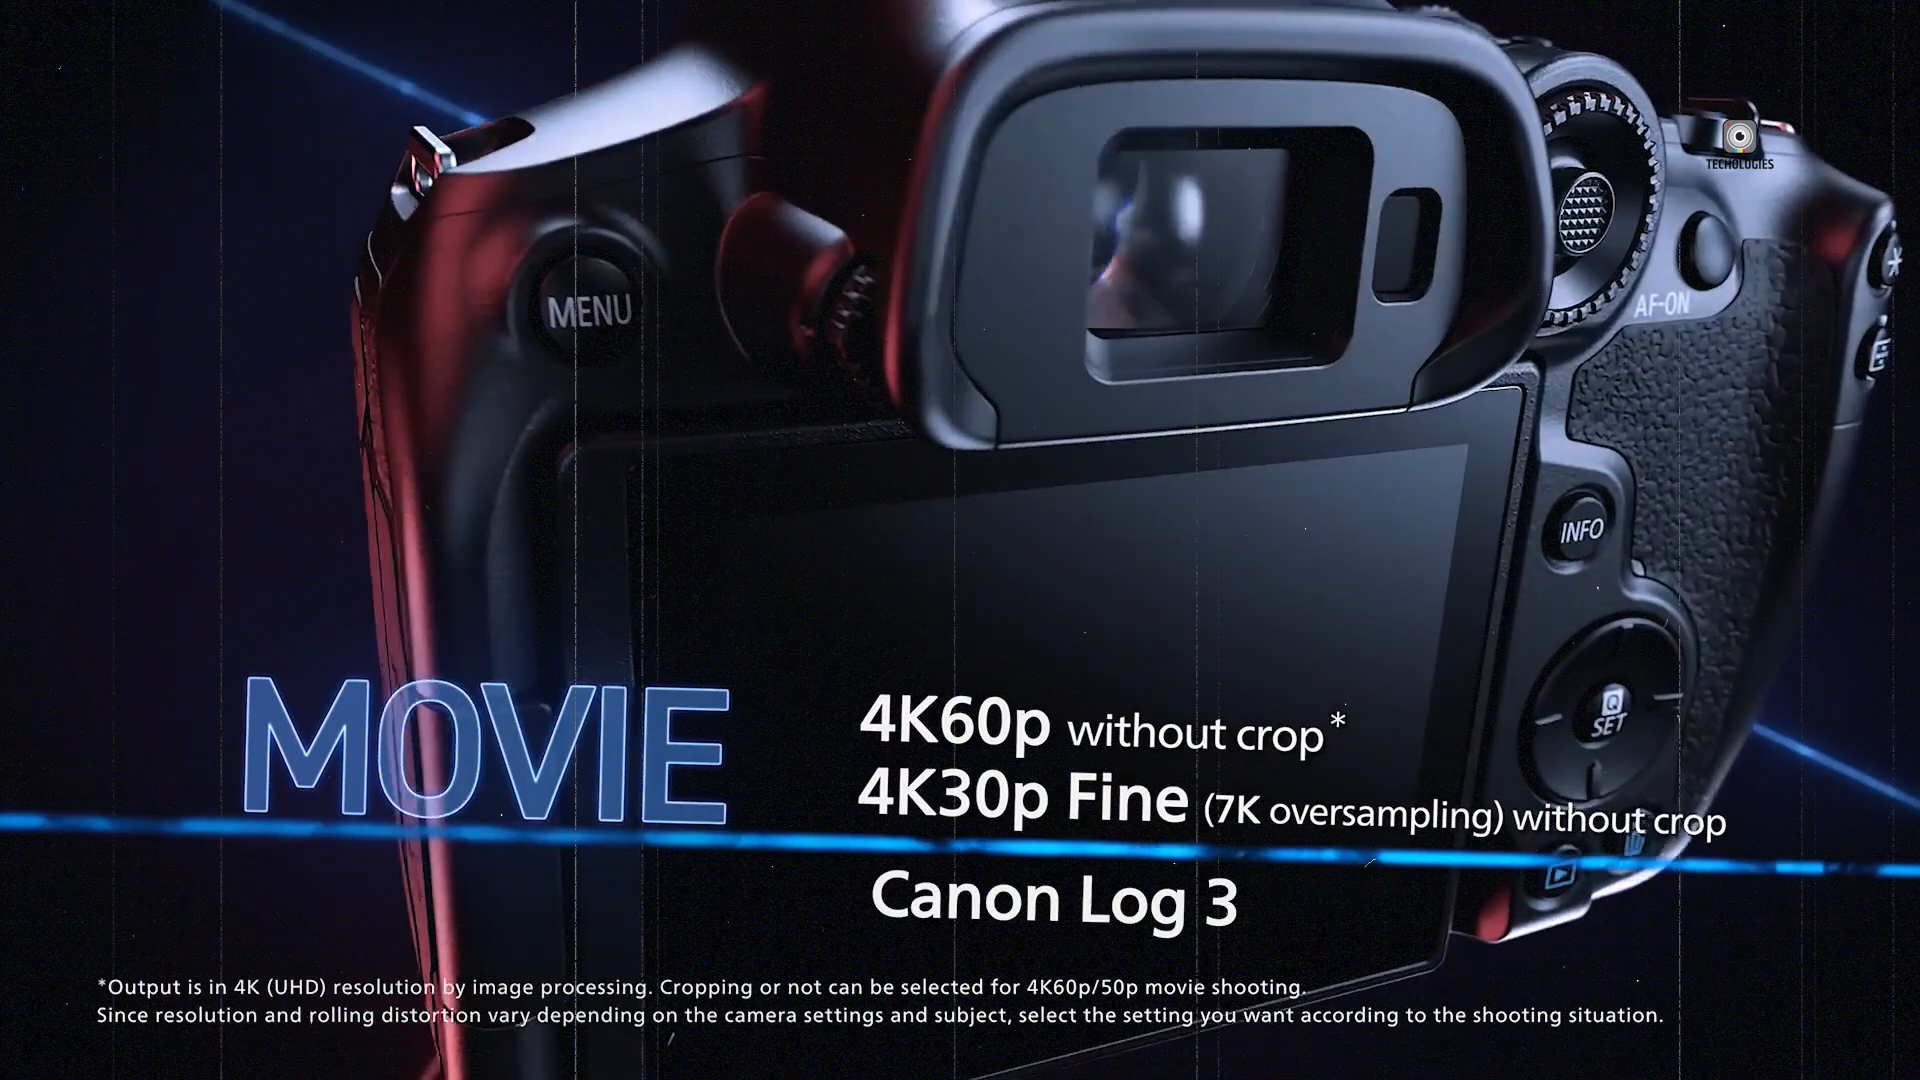 TECHOLOGIES
MENU
AF-ON
INFO
Q
SET
MOVIE
4K60p without crop*
4K30p Fine (7K oversampling) without crop
Canon Log 3
*Output is in 4K (UHD) resolution by image processing. Cropping or not can be selected for 4K60p/50p movie shooting.
Since resolution and rolling distortion vary depending on the camera settings and subject, select the setting you want according to the shooting situation.